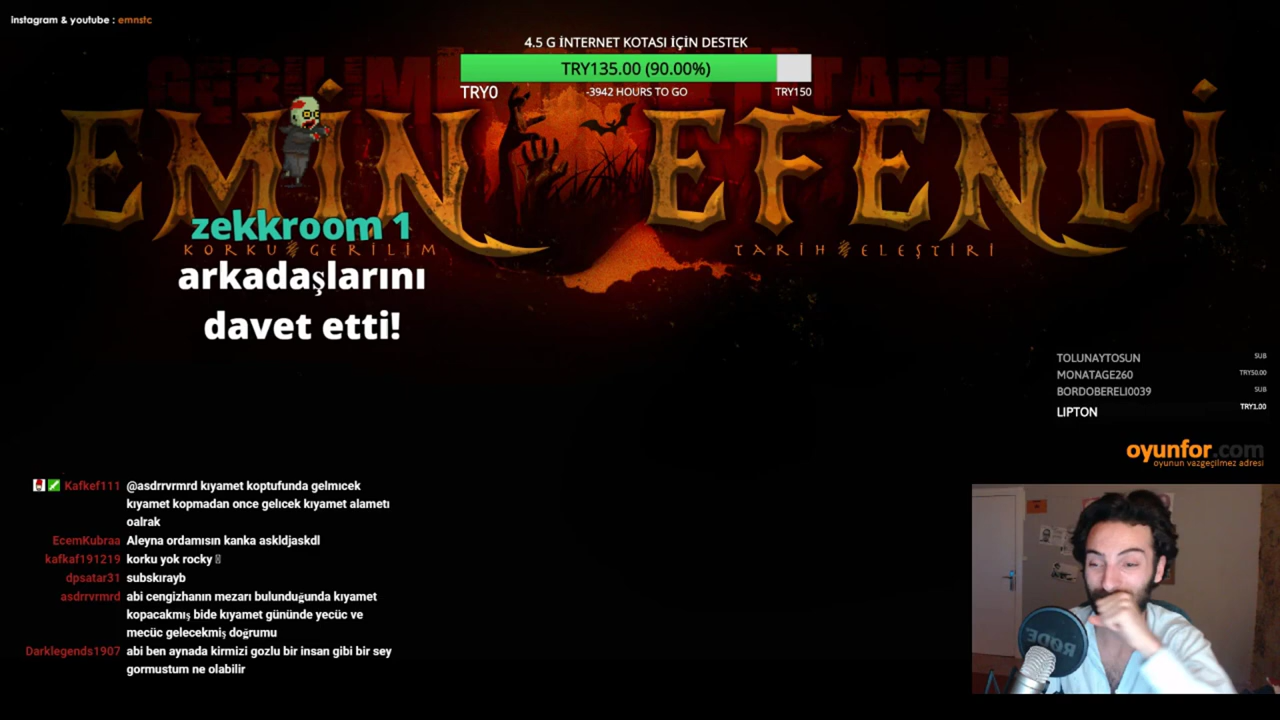 instagram & youtube : emnstc
4.5 G İNTERNET KOTASI İÇİN DESTEK
TRY135.00 (90.00%)
TRY0
-3942 HOURS TO GO
TRY150
EMİN EFENDİ
KORKU GERİLİM
TARİH ELEŞTİRİ
zekkroom 1
arkadaşlarını
davet etti!
TOLUNAYTOSUN SUB
MONATAGE260 TRY50.00
BORDOBERELI0039 SUB
LIPTON TRY1.00
oyunfor.com
oyunun vazgeçilmez adresi
Kafkef111 @asdrrvrmrd kıyamet koptufunda gelmıcek
kıyamet kopmadan once gelıcek kıyamet alametı
oalrak
EcemKubraa Aleyna ordamısın kanka askldjaskdl
kafkaf191219 korku yok rocky
dpsatar31 subskırayb
asdrrvrmrd abi cengizhanın mezarı bulunduğunda kıyamet
kopacakmış bide kıyamet gününde yecüc ve
mecüc gelecekmiş doğrumu
Darklegends1907 abi ben aynada kirmizi gozlu bir insan gibi bir sey
gormustum ne olabilir
RØDE